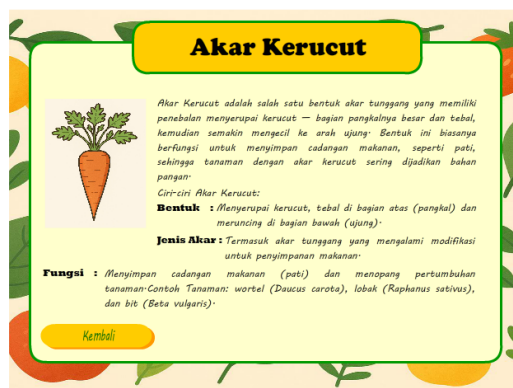 Akar Kerucut
Akar Kerucut adalah salah satu bentuk akar tunggang yang memiliki
penebalan menyerupai kerucut — bagian pangkalnya besar dan tebal,
kemudian semakin mengecil ke arah ujung. Bentuk ini biasanya
berfungsi untuk menyimpan cadangan makanan, seperti pati,
sehingga tanaman dengan akar kerucut sering dijadikan bahan
pangan.
Ciri-ciri Akar Kerucut:
Bentuk : Menyerupai kerucut, tebal di bagian atas (pangkal) dan
meruncing di bagian bawah (ujung).
Jenis Akar : Termasuk akar tunggang yang mengalami modifikasi
untuk penyimpanan makanan.
Fungsi : Menyimpan cadangan makanan (pati) dan menopang pertumbuhan
tanaman.Contoh Tanaman: wortel (Daucus carota), lobak (Raphanus sativus),
dan bit (Beta vulgaris).
Kembali